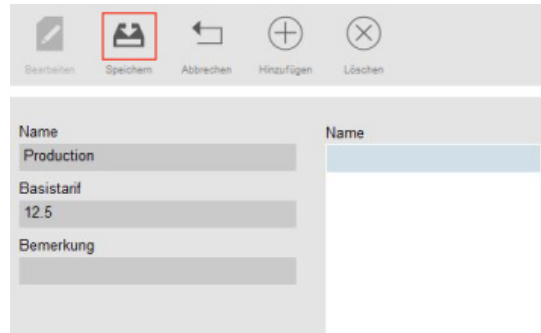 Bearbeiten Speichern Abbrechen Hinzufügen Löschen
Name
Production
Basistarif
12.5
Bemerkung
Name